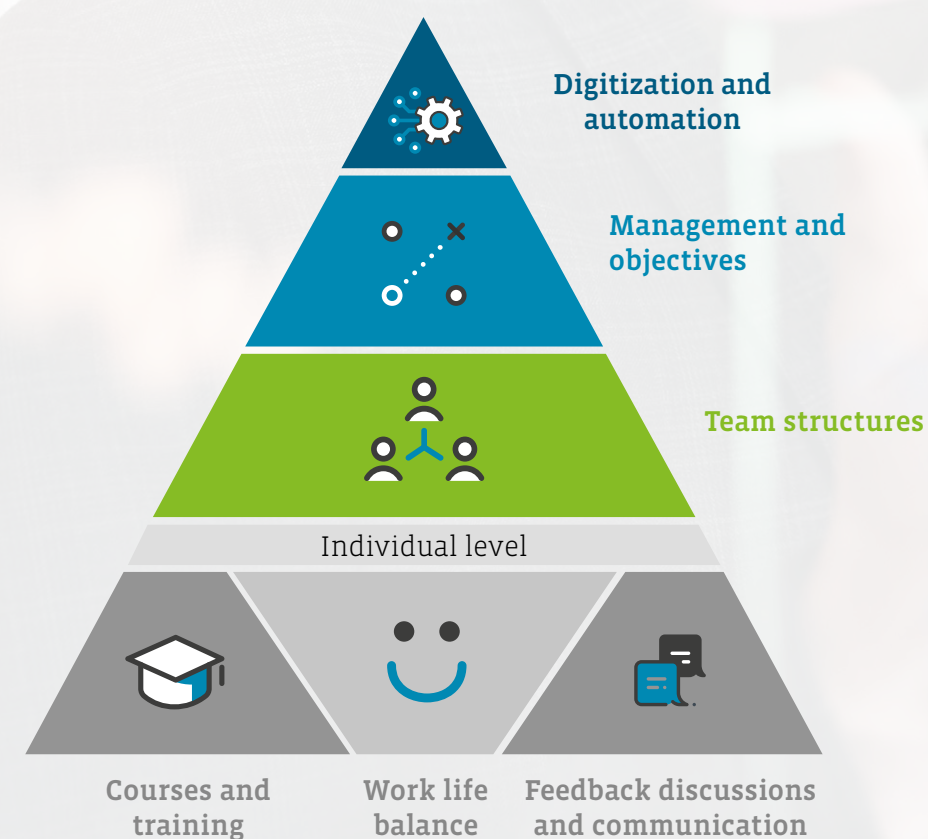 Digitization and
automation
Management and
objectives
Team structures
Individual level
Courses and
training
Work life
balance
Feedback discussions
and communication